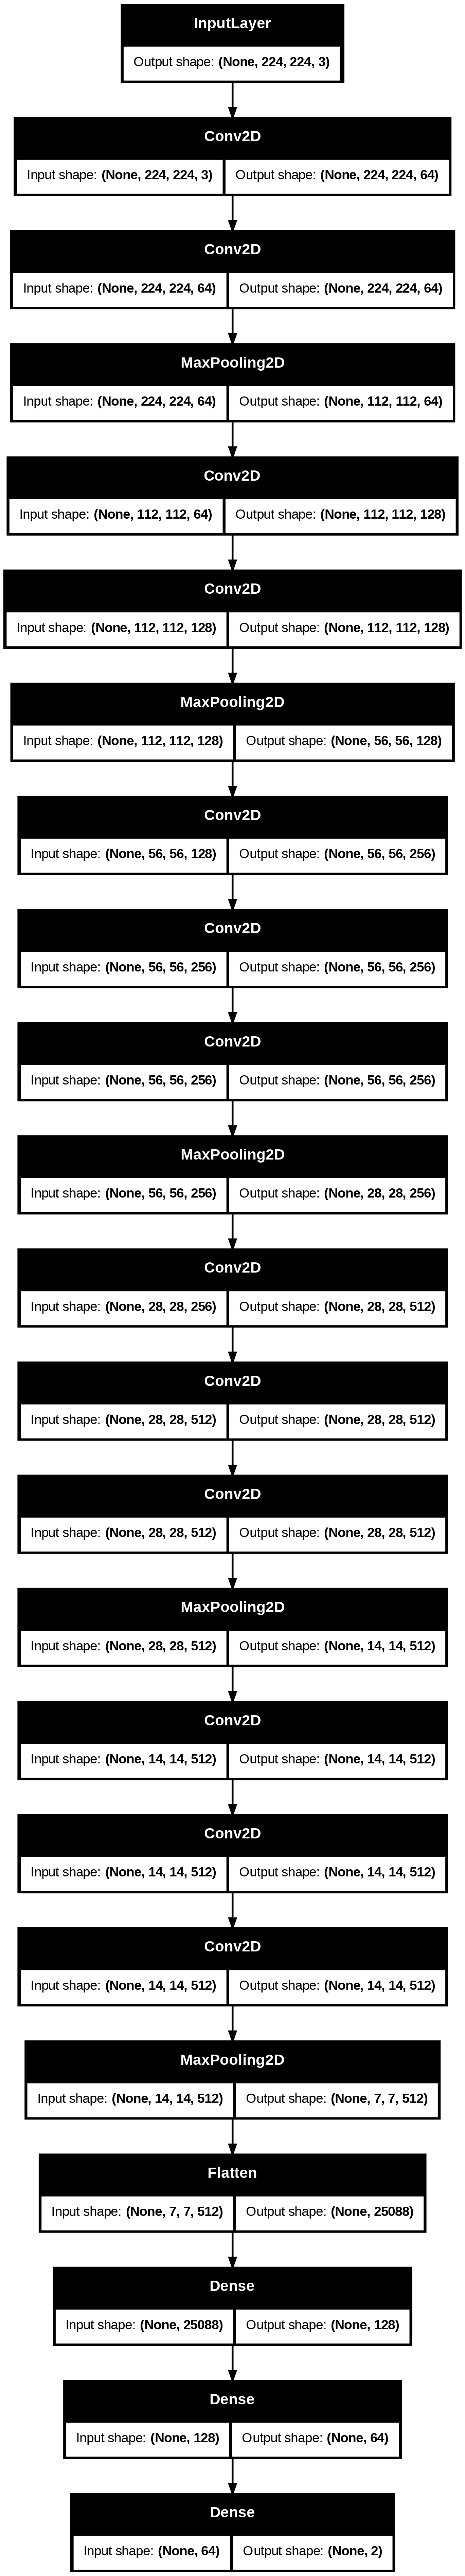 InputLayer
Output shape: (None, 224, 224, 3)
Conv2D
Input shape: (None, 224, 224, 3) Output shape: (None, 224, 224, 64)
Conv2D
Input shape: (None, 224, 224, 64) Output shape: (None, 224, 224, 64)
MaxPooling2D
Input shape: (None, 224, 224, 64) Output shape: (None, 112, 112, 64)
Conv2D
Input shape: (None, 112, 112, 64) Output shape: (None, 112, 112, 128)
Conv2D
Input shape: (None, 112, 112, 128) Output shape: (None, 112, 112, 128)
MaxPooling2D
Input shape: (None, 112, 112, 128) Output shape: (None, 56, 56, 128)
Conv2D
Input shape: (None, 56, 56, 128) Output shape: (None, 56, 56, 256)
Conv2D
Input shape: (None, 56, 56, 256) Output shape: (None, 56, 56, 256)
Conv2D
Input shape: (None, 56, 56, 256) Output shape: (None, 56, 56, 256)
MaxPooling2D
Input shape: (None, 56, 56, 256) Output shape: (None, 28, 28, 256)
Conv2D
Input shape: (None, 28, 28, 256) Output shape: (None, 28, 28, 512)
Conv2D
Input shape: (None, 28, 28, 512) Output shape: (None, 28, 28, 512)
Conv2D
Input shape: (None, 28, 28, 512) Output shape: (None, 28, 28, 512)
MaxPooling2D
Input shape: (None, 28, 28, 512) Output shape: (None, 14, 14, 512)
Conv2D
Input shape: (None, 14, 14, 512) Output shape: (None, 14, 14, 512)
Conv2D
Input shape: (None, 14, 14, 512) Output shape: (None, 14, 14, 512)
Conv2D
Input shape: (None, 14, 14, 512) Output shape: (None, 14, 14, 512)
MaxPooling2D
Input shape: (None, 14, 14, 512) Output shape: (None, 7, 7, 512)
Flatten
Input shape: (None, 7, 7, 512) Output shape: (None, 25088)
Dense
Input shape: (None, 25088) Output shape: (None, 128)
Dense
Input shape: (None, 128) Output shape: (None, 64)
Dense
Input shape: (None, 64) Output shape: (None, 2)